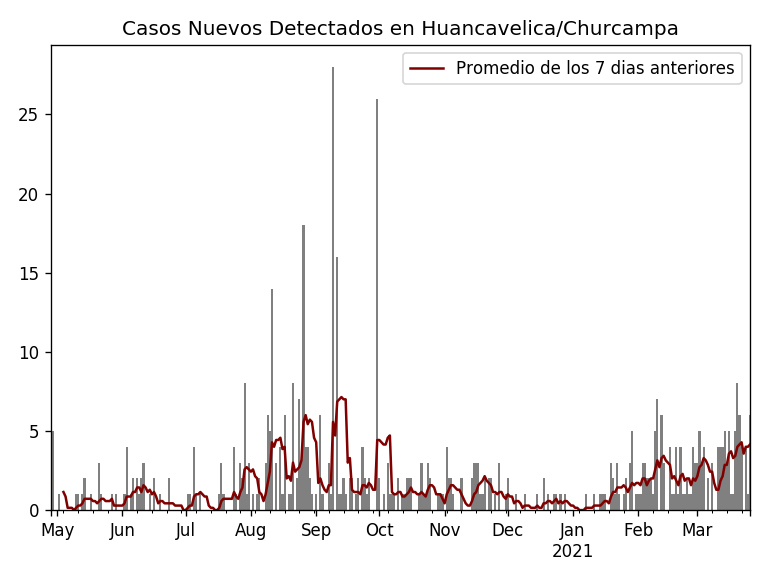 Casos Nuevos Detectados en Huancavelica/Churcampa
Promedio de los 7 dias anteriores
25
20
15
10
5
0
May Jun Jul Aug Sep Oct Nov Dec Jan Feb Mar
2021